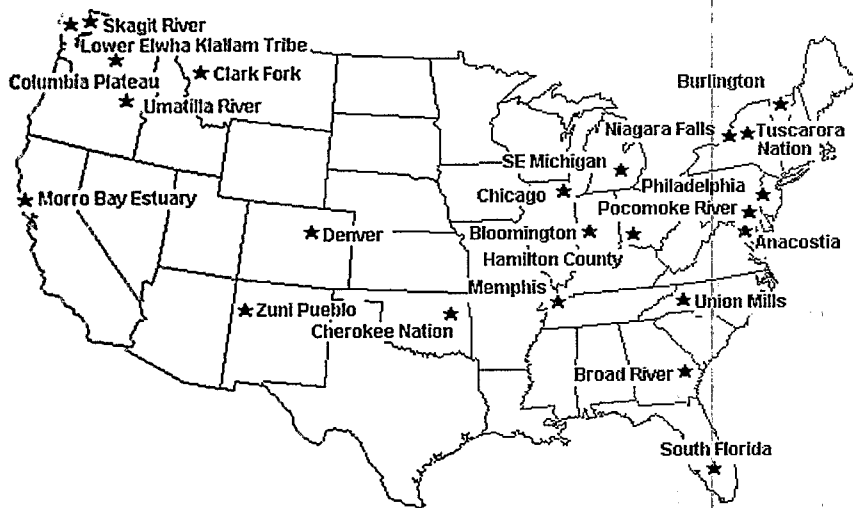 Skagit River
Lower Elwha Klallam Tribe
Columbia Plateau
Clark Fork
Umatilla River
Burlington
Niagara Falls
Tuscarora
Nation
SE Michigan
Chicago
Philadelphia
Morro Bay Estuary
Pocomoke River
Denver
Bloomington
Anacostia
Hamilton County
Memphis
Zuni Pueblo
Union Mills
Cherokee Nation
Broad River
South Florida